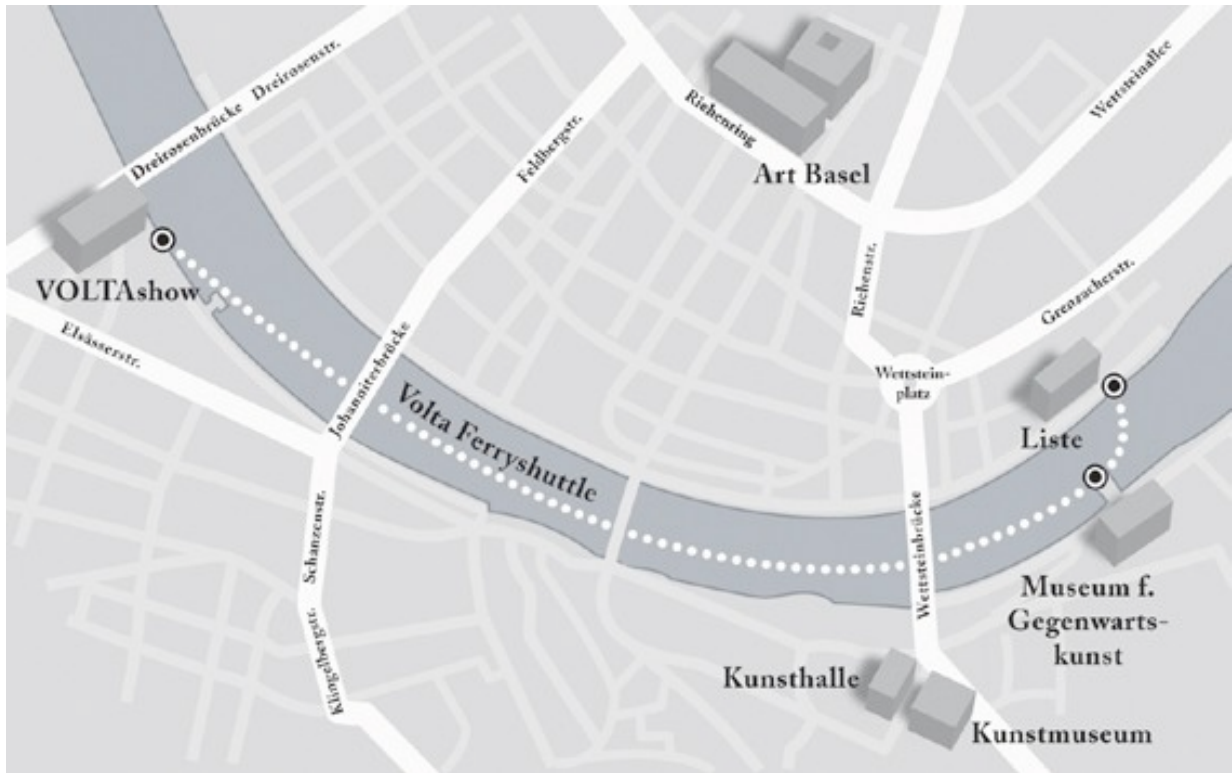 Dreirosenbrücke Dreirosenstr.
Feldbergstr.
Riehenring
Wettsteinallee
Art Basel
VOLTAshow
Elsässerstr.
Johanniterbrücke
Volta Ferryshuttle
Riehenstr.
Grenzacherstr.
Wettstein-
platz
Liste
Schanzenstr.
Wettsteinbrücke
Museum f.
Gegenwarts-
kunst
Klingelbergstr.
Kunsthalle
Kunstmuseum